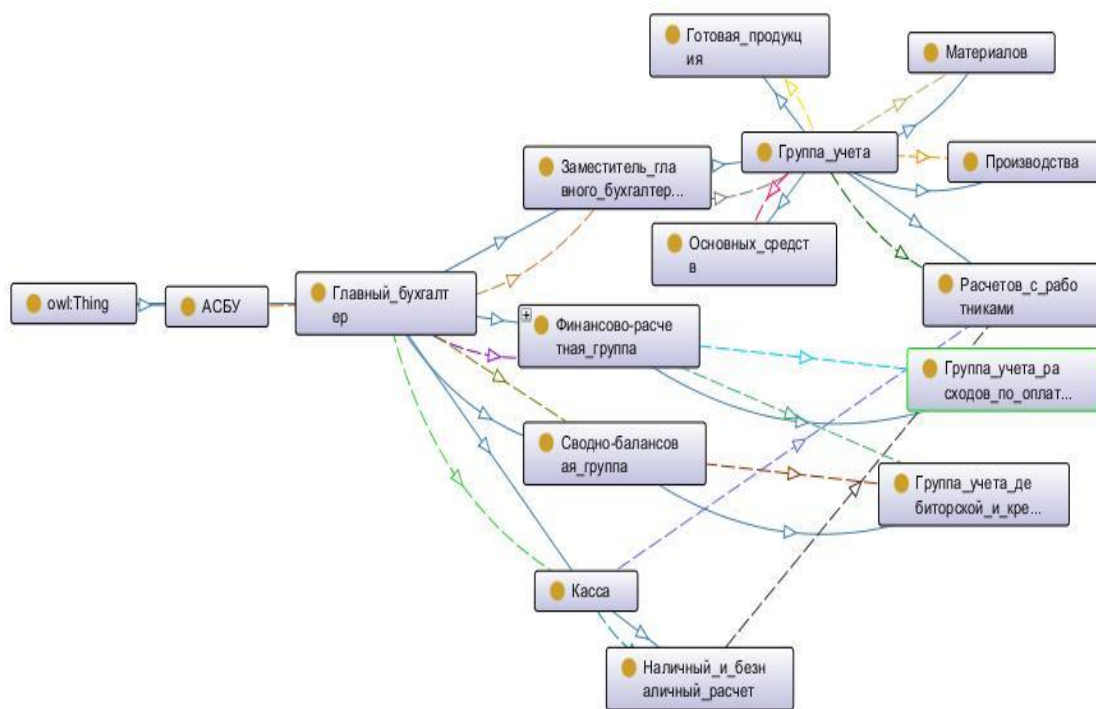 Готовая_продукц
ия
Материалов
Группа_учета
Производства
Заместитель_гла
вного_бухгалтер...
Основных_средст
в
owl:Thing
АСБУ
Главный_бухгалт
ер
Расчетов_с_рабо
тниками
Финансово-расче
тная_группа
Группа_учета_ра
сходов_по_оплат...
Сводно-балансов
ая_группа
Группа_учета_де
биторской_и_кре...
Касса
Наличный_и_безн
аличный_расчет